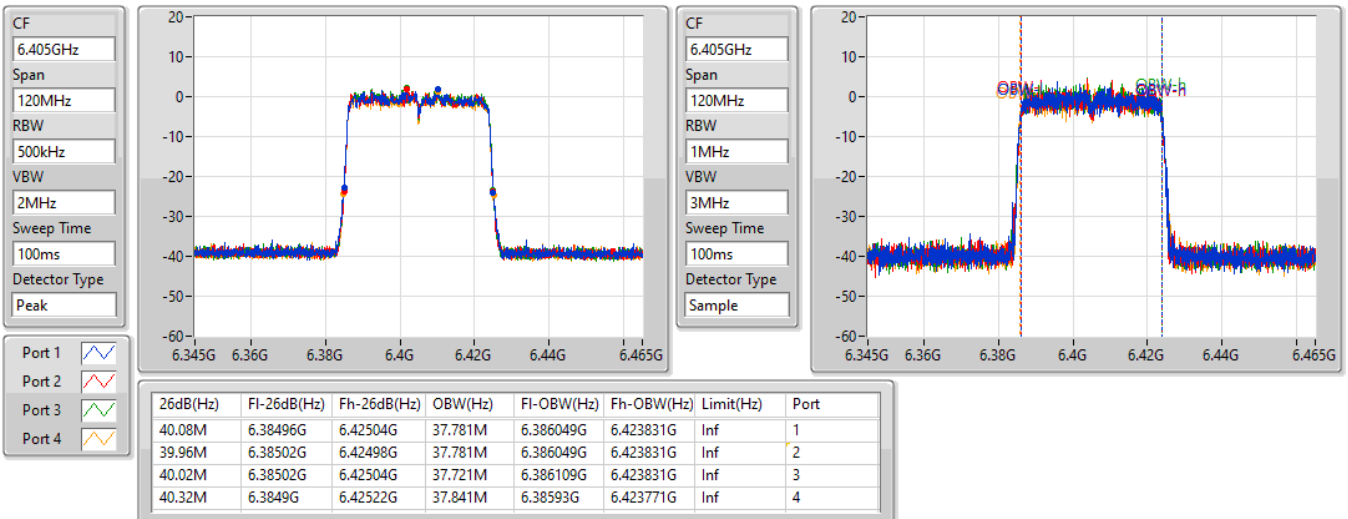 CF
6.405GHz
Span
120MHz
RBW
500kHz
VBW
2MHz
Sweep Time
100ms
Detector Type
Peak
20
10
0
-10
-20
-30
-40
-50
-60
6.345G 6.36G 6.38G 6.4G 6.42G 6.44G 6.465G
CF
6.405GHz
Span
120MHz
RBW
1MHz
VBW
3MHz
Sweep Time
100ms
Detector Type
Sample
20
10
0
-10
-20
-30
-40
-50
-60
OBW-h
6.345G 6.36G 6.38G 6.4G 6.42G 6.44G 6.465G
Port 1
Port 2
Port 3
Port 4
26dB(Hz) Fl-26dB(Hz) Fh-26dB(Hz) OBW(Hz) Fl-OBW(Hz) Fh-OBW(Hz) Limit(Hz) Port
40.08M 6.38496G 6.42504G 37.781M 6.386049G 6.423831G Inf 1
39.96M 6.38502G 6.42498G 37.781M 6.386049G 6.423831G Inf 2
40.02M 6.38502G 6.42504G 37.721M 6.386109G 6.423831G Inf 3
40.32M 6.3849G 6.42522G 37.841M 6.38593G 6.423771G Inf 4